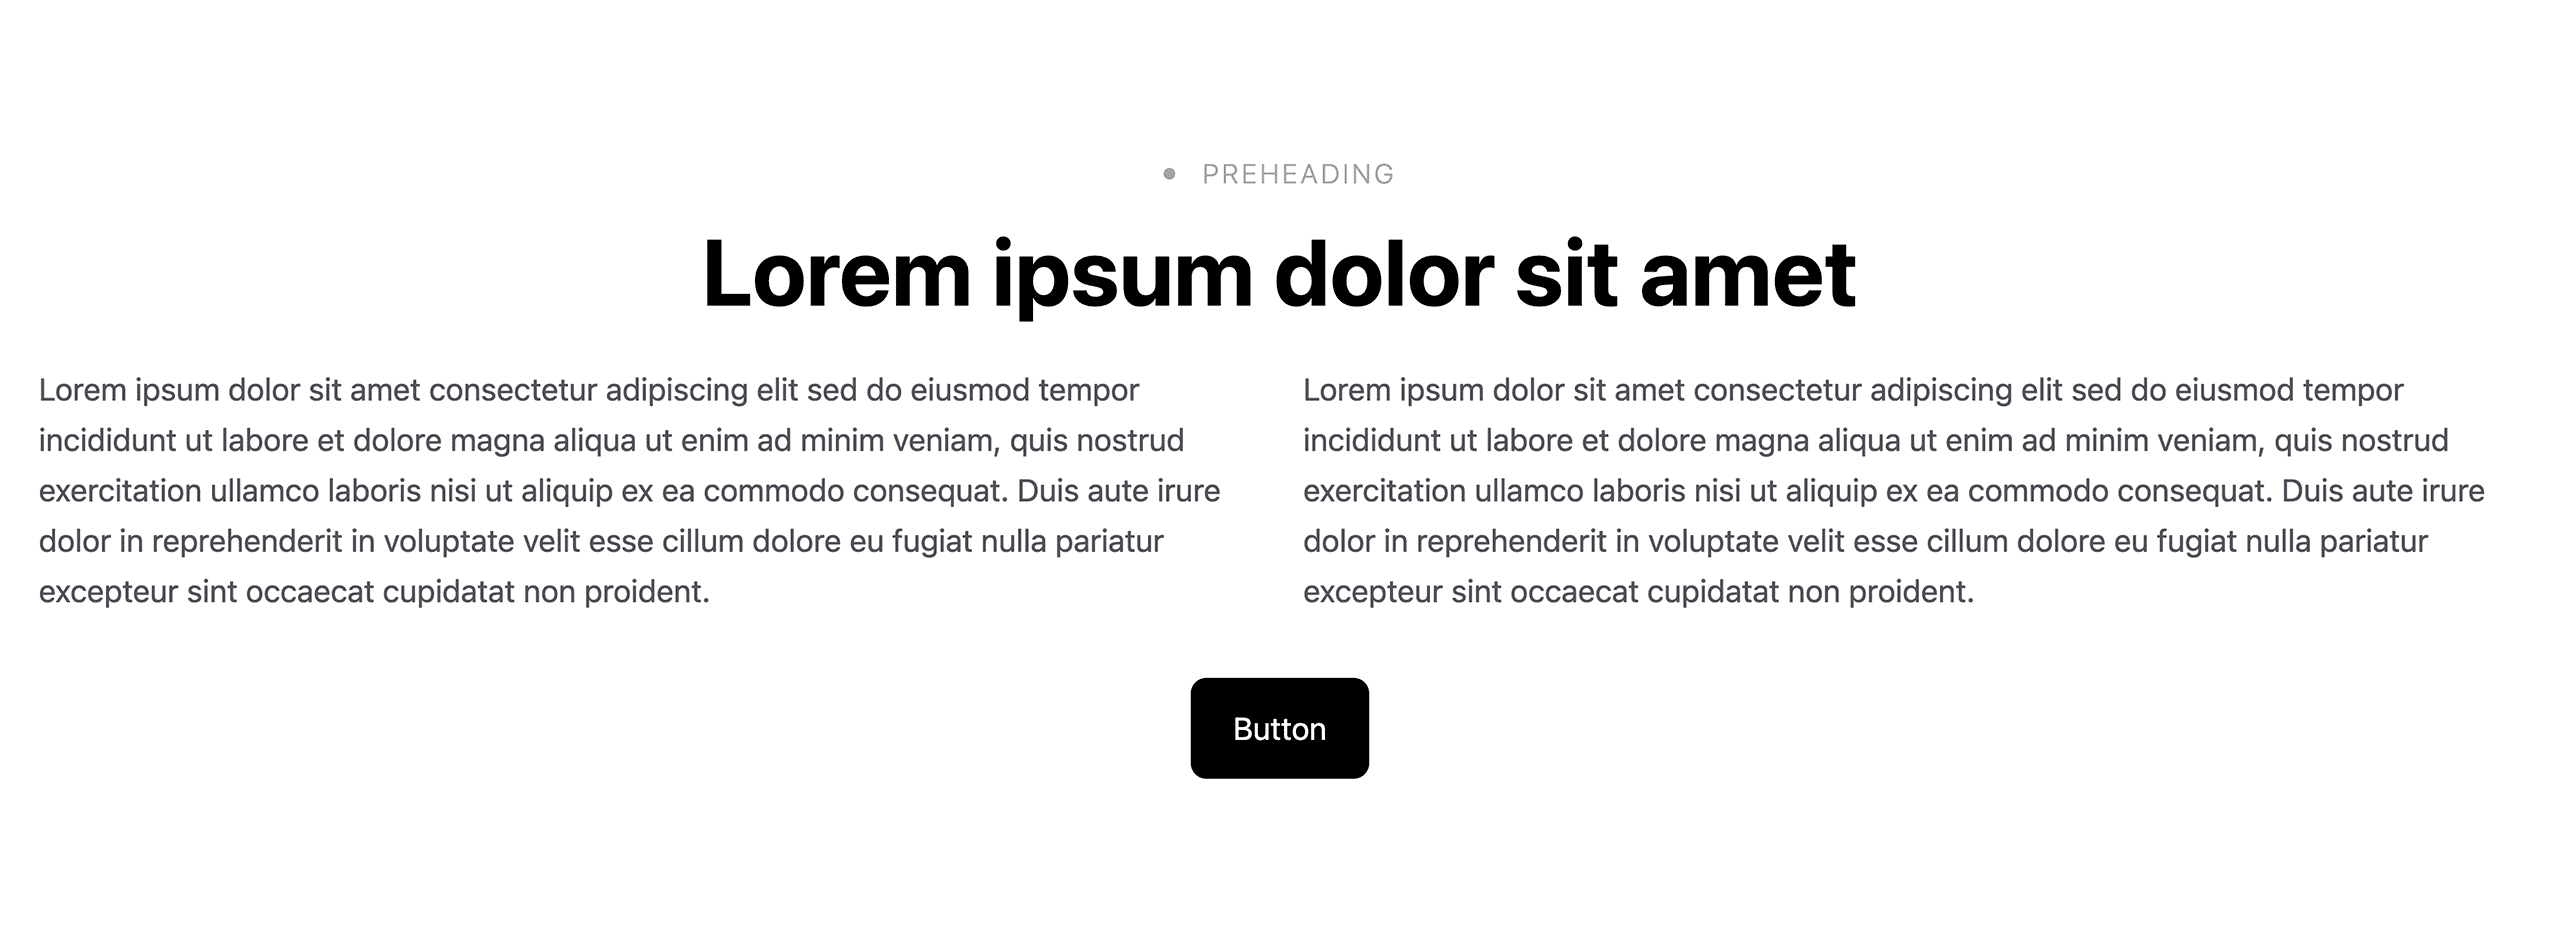 PREHEADING
Lorem ipsum dolor sit amet
Lorem ipsum dolor sit amet consectetur adipiscing elit sed do eiusmod tempor
incididunt ut labore et dolore magna aliqua ut enim ad minim veniam, quis nostrud
exercitation ullamco laboris nisi ut aliquip ex ea commodo consequat. Duis aute irure
dolor in reprehenderit in voluptate velit esse cillum dolore eu fugiat nulla pariatur
excepteur sint occaecat cupidatat non proident.
Lorem ipsum dolor sit amet consectetur adipiscing elit sed do eiusmod tempor
incididunt ut labore et dolore magna aliqua ut enim ad minim veniam, quis nostrud
exercitation ullamco laboris nisi ut aliquip ex ea commodo consequat. Duis aute irure
dolor in reprehenderit in voluptate velit esse cillum dolore eu fugiat nulla pariatur
excepteur sint occaecat cupidatat non proident.
Button